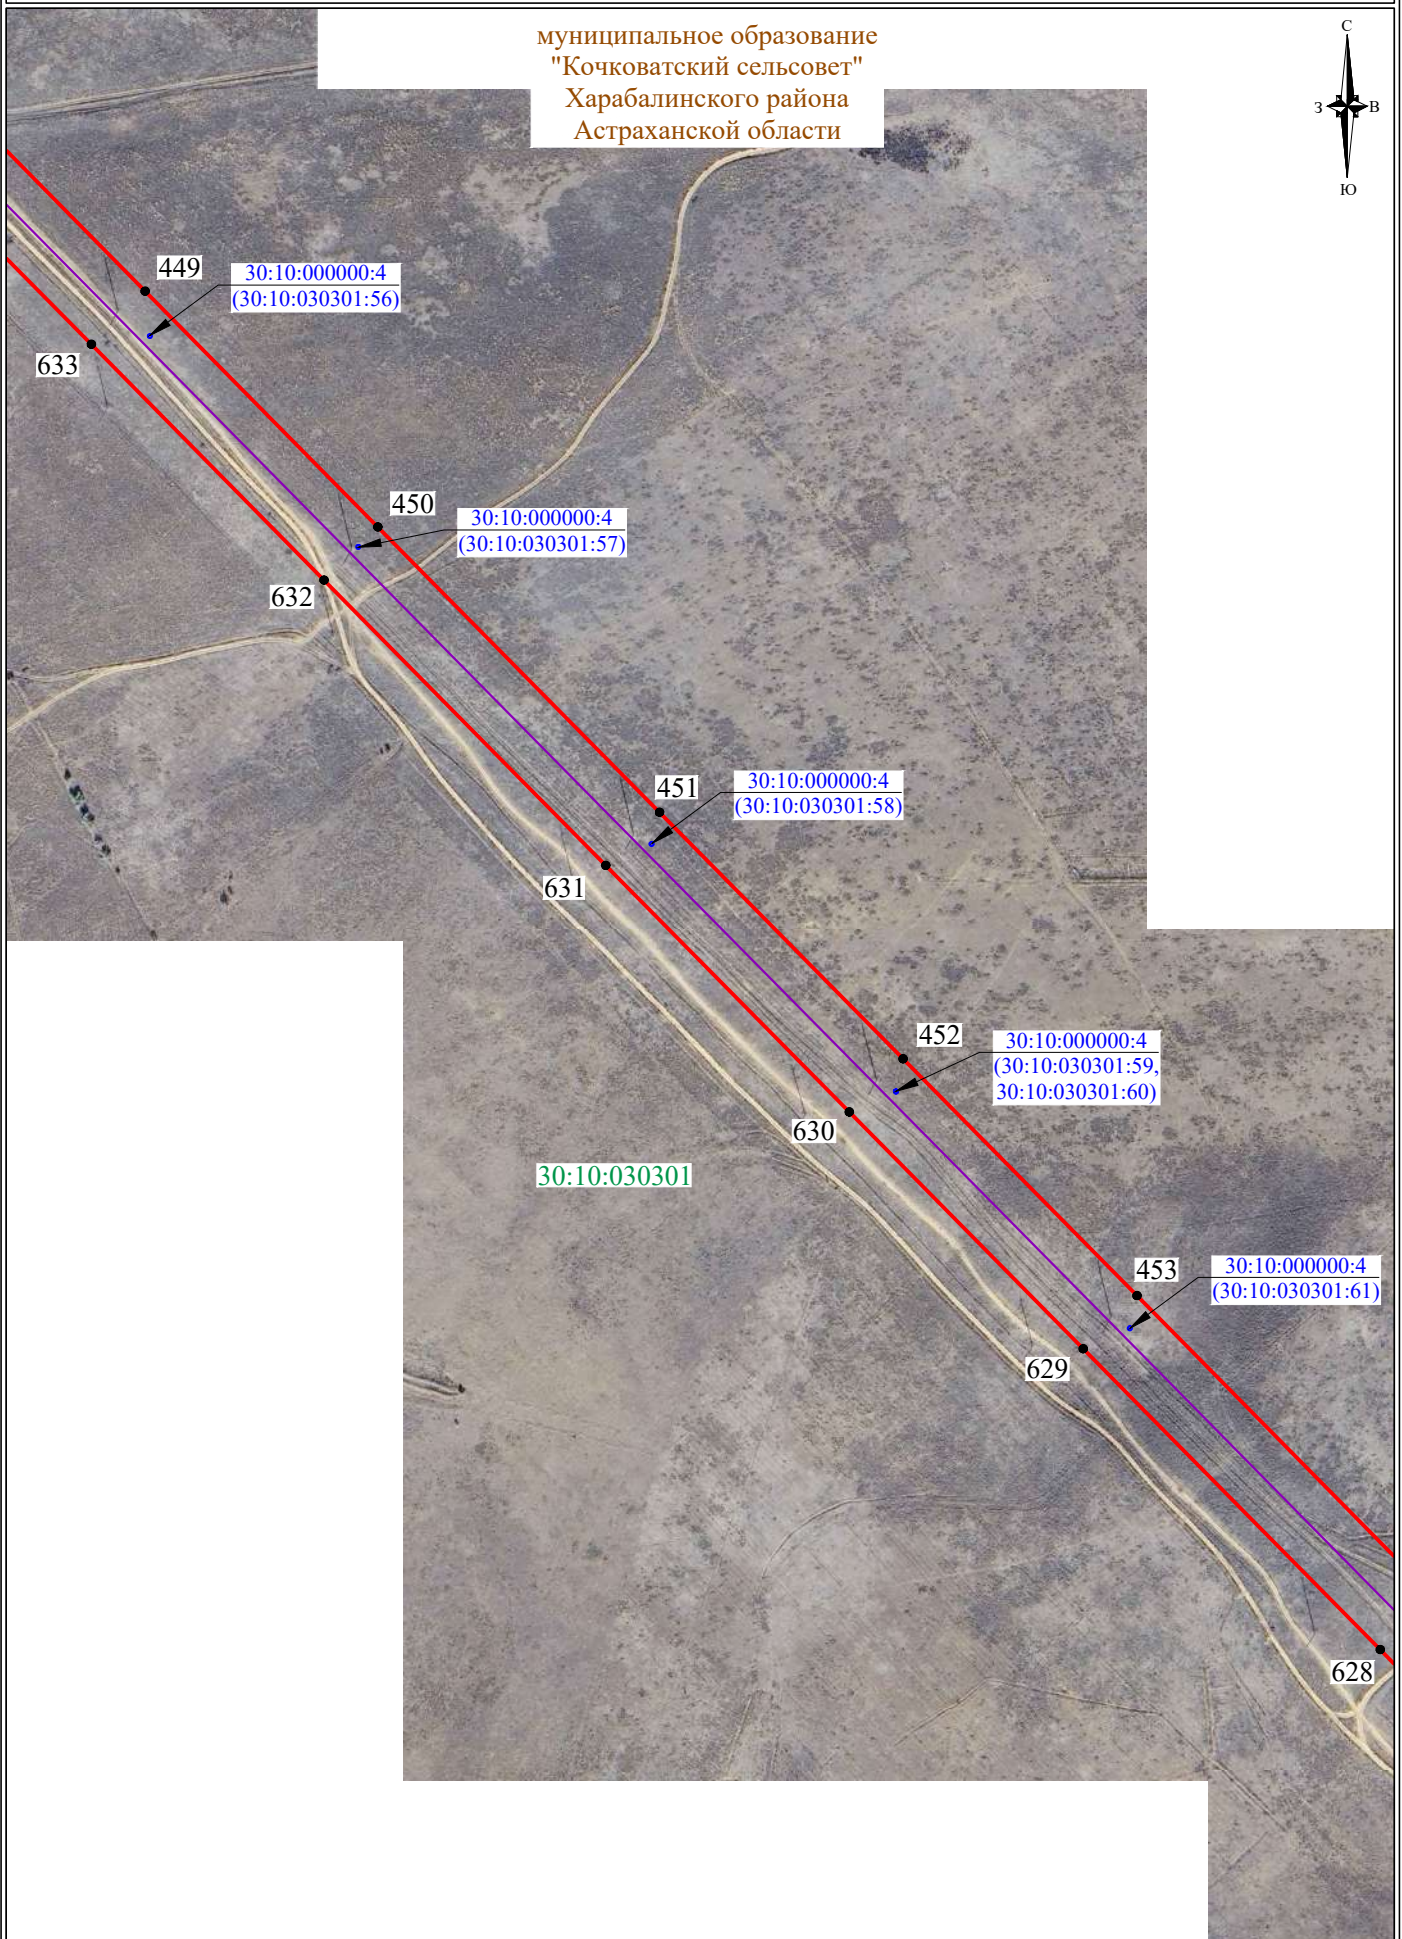 муниципальное образование
"Кочковатский сельсовет"
Харабалинского района
Астраханской области
С
З
В
Ю
449
30:10:000000:4
(30:10:030301:56)
633
450
30:10:000000:4
(30:10:030301:57)
632
451
30:10:000000:4
(30:10:030301:58)
631
452
30:10:000000:4
(30:10:030301:59,
30:10:030301:60)
630
30:10:030301
453
30:10:000000:4
(30:10:030301:61)
629
628